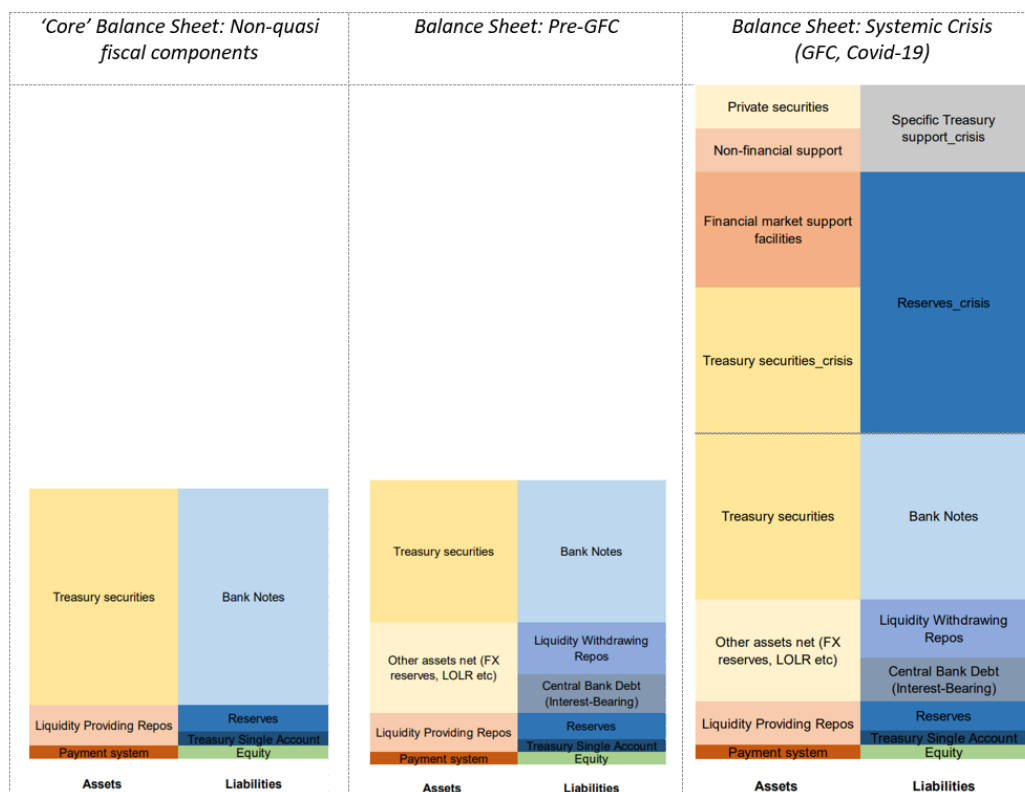 ‘Core’ Balance Sheet: Non-quasi
fiscal components
Treasury securities
Bank Notes
Liquidity Providing Repos
Reserves
Treasury Single Account
Payment system
Equity
Assets
Liabilities
Balance Sheet: Pre-GFC
Treasury securities
Bank Notes
Other assets net (FX
reserves, LOLR etc)
Liquidity Withdrawing
Repos
Central Bank Debt
(Interest-Bearing)
Liquidity Providing Repos
Reserves
Treasury Single Account
Payment system
Equity
Assets
Liabilities
Balance Sheet: Systemic Crisis
(GFC, Covid-19)
Private securities
Specific Treasury
support_crisis
Non-financial support
Financial market support
facilities
Reserves_crisis
Treasury securities_crisis
Treasury securities
Bank Notes
Other assets net (FX
reserves, LOLR etc)
Liquidity Withdrawing
Repos
Central Bank Debt
(Interest-Bearing)
Liquidity Providing Repos
Reserves
Treasury Single Account
Payment system
Equity
Assets
Liabilities